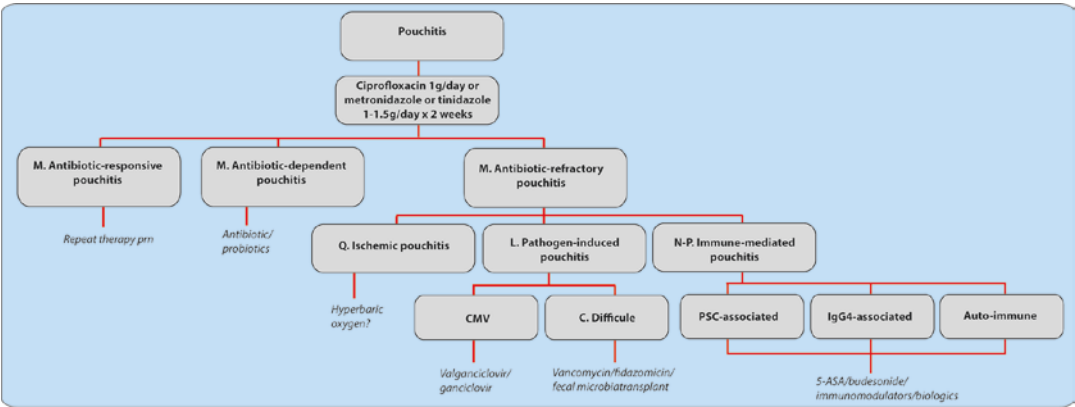 Pouchitis
Ciprofloxacin 1g/day or
metronidazole or tinidazole
1-1.5g/day x 2 weeks
M. Antibiotic-responsive
pouchitis
M. Antibiotic-dependent
pouchitis
M. Antibiotic-refractory
pouchitis
Repeat therapy prn
Antibiotic/
probiotics
Q. Ischemic pouchitis
L. Pathogen-induced
pouchitis
N-P. Immune-mediated
pouchitis
Hyperbaric
oxygen?
CMV
C. Difficule
PSC-associated
IgG4-associated
Auto-immune
Valganciclovir/
ganciclovir
Vancomycin/fidazomicin/
fecal microbiatransplant
5-ASA/budesonide/
immunomodulators/biologics